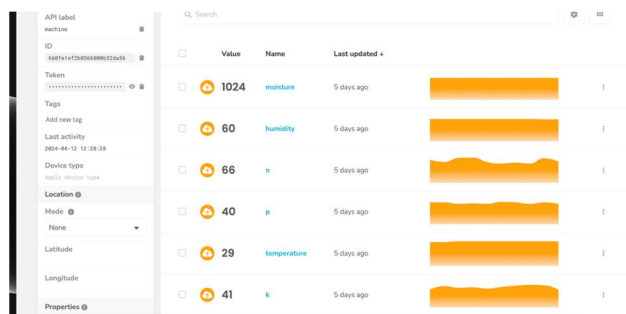 API label
machine
ID
660fe1ef2b0566000b32da56
Token
Tags
Add new tag
Last activity
2024-04-12 12:28:28
Device type
Apply device type
Location
Mode
None
Latitude
Longitude
Properties
Search
Value Name Last updated
1024 moisture 5 days ago
60 humidity 5 days ago
66 n 5 days ago
40 p 5 days ago
29 temperature 5 days ago
41 k 5 days ago